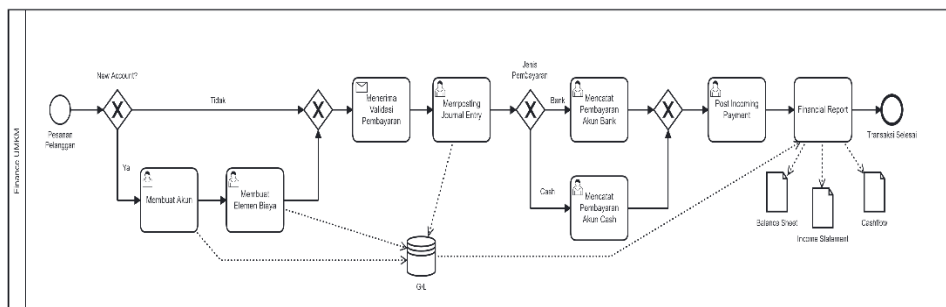 Finance UMKM
New Account?
Tidak
Ya
Pesanan
Pelanggan
Membuat Akun
Membuat
Elemen Biaya
Menerima
Validasi
Pembayaran
Memposting
Journal Entry
G/L
Jenis
Pembayaran
Bank
Cash
Mencatat
Pembayaran
Akun Bank
Mencatat
Pembayaran
Akun Cash
Post Incoming
Payment
Financial Report
Balance Sheet
Income Statement
Cashflow
Transaksi Selesai